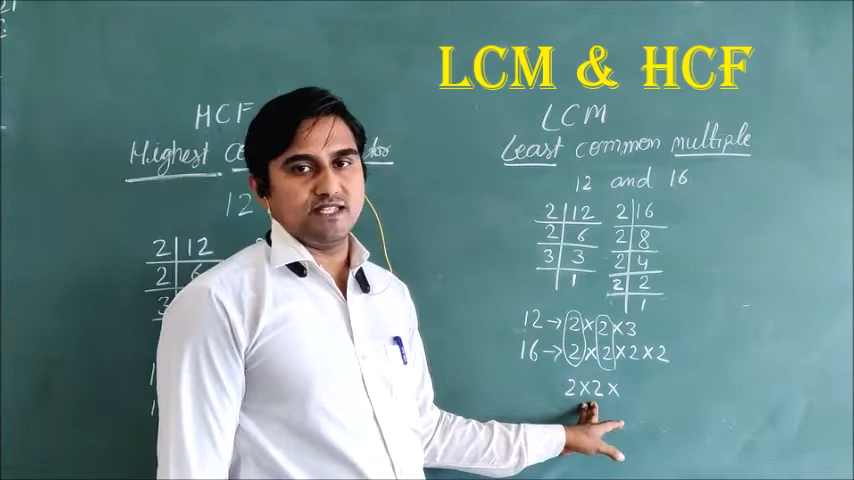 LCM & HCF
HCF
Highest
12
2 12
2 6
3
LCM
Least common multiple
12 and 16
2 12
2 6
3 3
1
2 16
2 8
2 4
2 2
1
12 → 2 × 2 × 3
16 → 2 × 2 × 2 × 2
2 × 2 ×